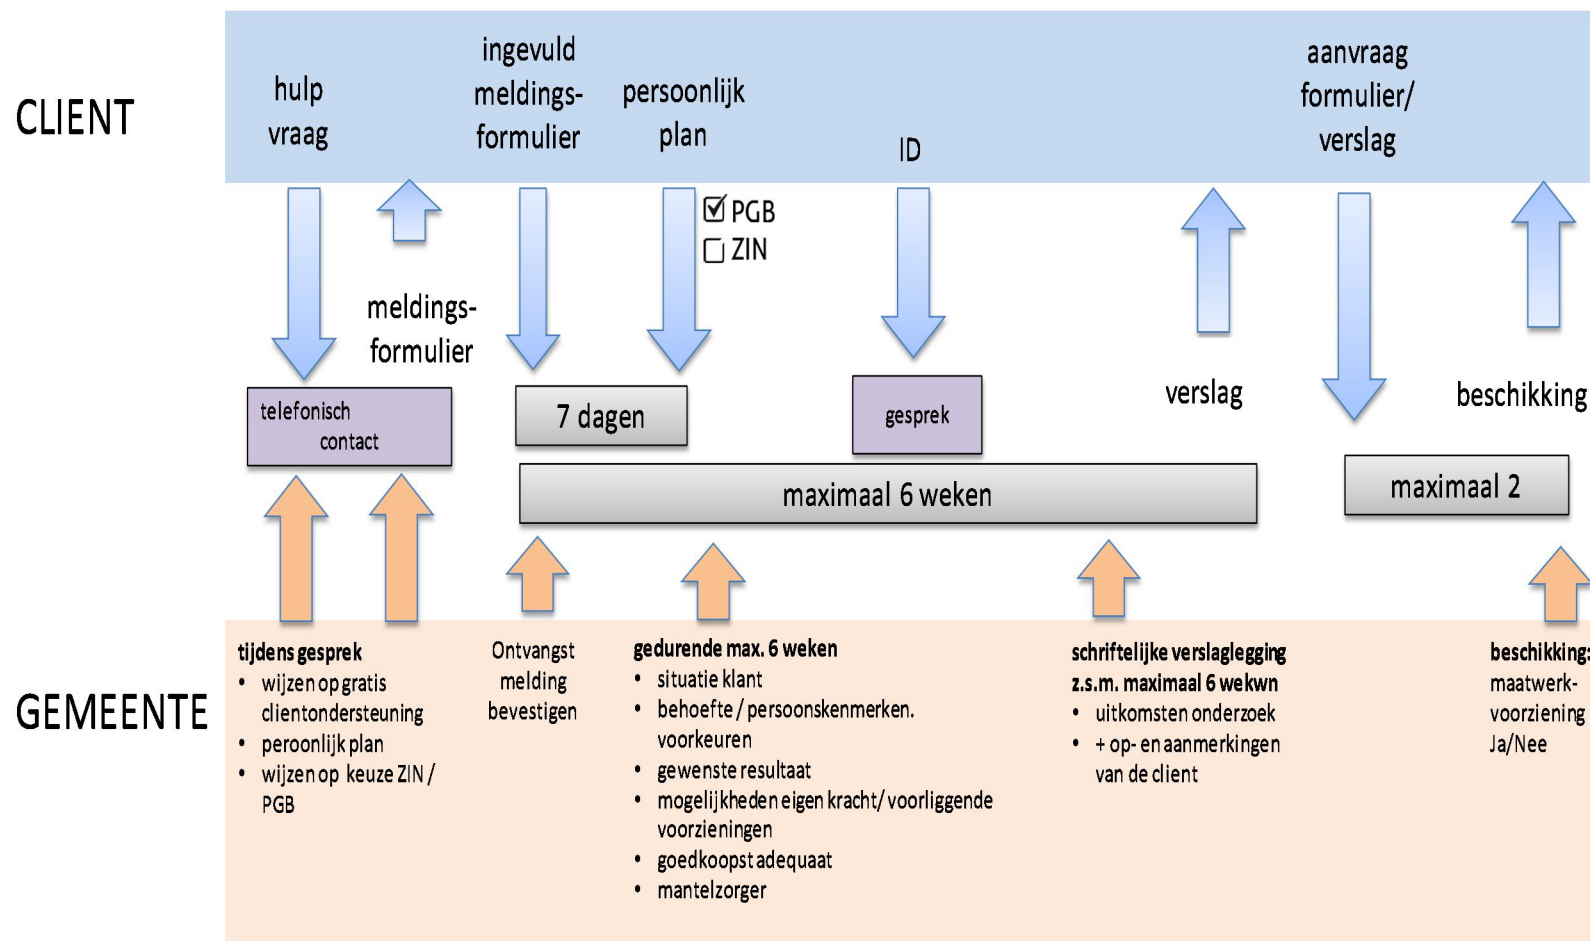 CLIENT
hulp
vraag
ingevuld
meldings-
formulier
persoonlijk
plan
ID
aanvraag
formulier/
verslag
PGB
ZIN
meldings-
formulier
verslag
beschikking
telefonisch
contact
7 dagen
gesprek
maximaal 6 weken
maximaal 2
GEMEENTE
tijdens gesprek
• wijzen op gratis
clientondersteuning
• peroonlijk plan
• wijzen op keuze ZIN /
PGB
Ontvangst
melding
bevestigen
gedurende max. 6 weken
• situatie klant
• behoefte / persoonskenmerken.
voorkeuren
• gewenste resultaat
• mogelijkheden eigen kracht/ voorliggende
voorzieningen
• goedkoopst adequaat
• mantelzorger
schriftelijke verslaglegging
z.s.m. maximaal 6 wekwn
• uitkomsten onderzoek
• + op- en aanmerkingen
van de client
beschikking:
maatwerk-
voorziening
Ja/Nee